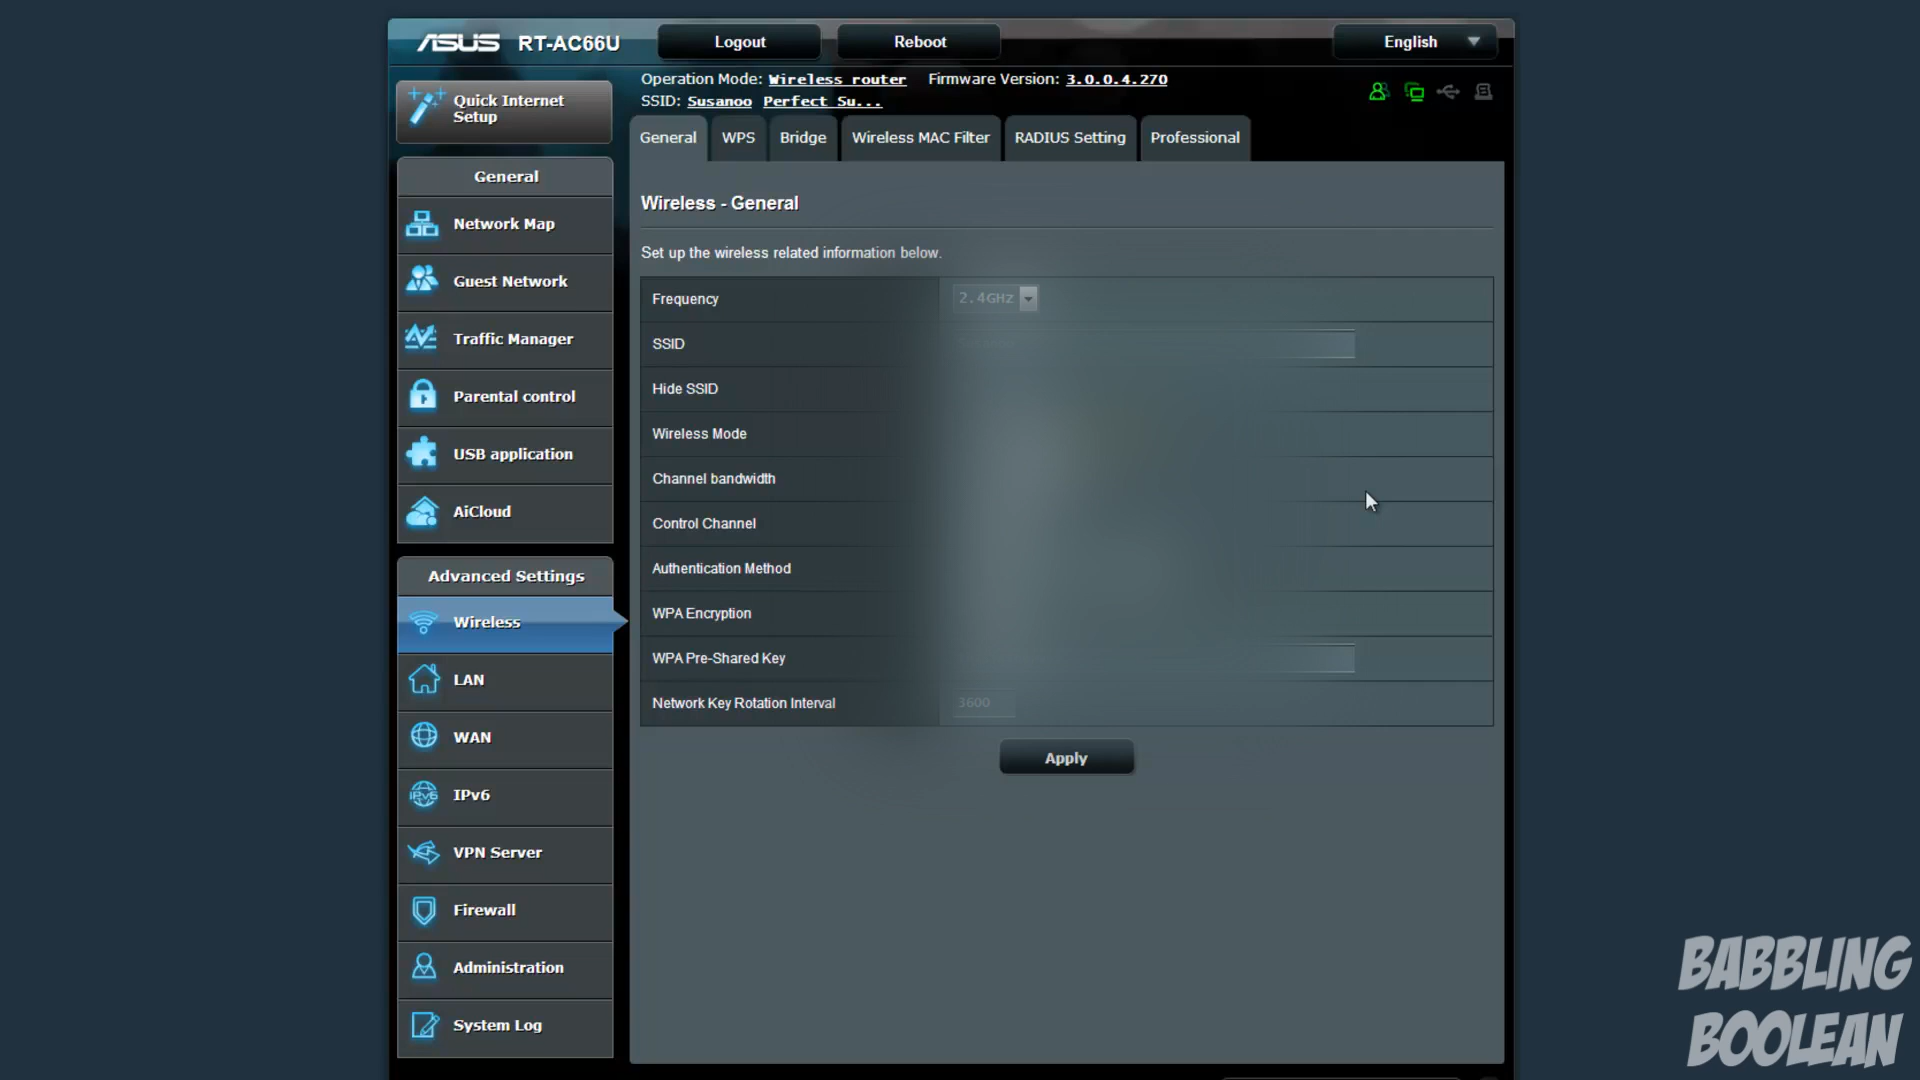 ASUS RT-AC66U Logout Reboot English
Operation Mode: Wireless router Firmware Version: 3.0.0.4.270
SSID: Susanoo Perfect Su...
Quick Internet
Setup
General WPS Bridge Wireless MAC Filter RADIUS Setting Professional
General
Network Map
Guest Network
Traffic Manager
Parental control
USB application
AiCloud
Advanced Settings
Wireless
LAN
WAN
IPv6
VPN Server
Firewall
Administration
System Log
Wireless - General
Set up the wireless related information below.
Frequency 2.4GHz
SSID
Hide SSID
Wireless Mode
Channel bandwidth
Control Channel
Authentication Method
WPA Encryption
WPA Pre-Shared Key
Network Key Rotation Interval 3600
Apply
BABBLING
BOOLEAN